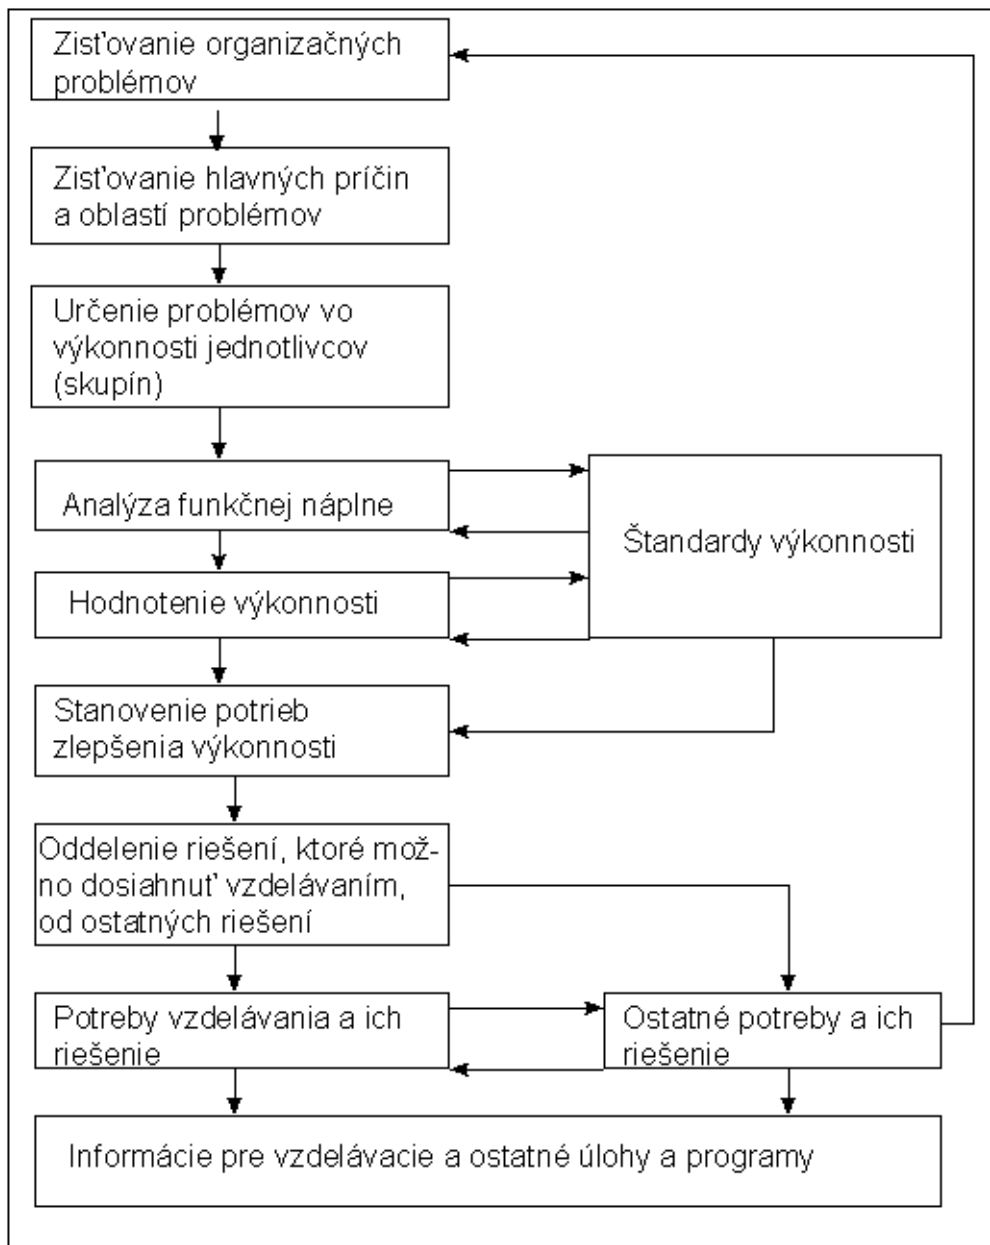 Zisťovanie organizačných
problémov
Zisťovanie hlavných príčin
a oblastí problémov
Určenie problémov vo
výkonnosti jednotlivcov
(skupín)
Analýza funkčnej náplne
Štandardy výkonnosti
Hodnotenie výkonnosti
Stanovenie potrieb
zlepšenia výkonnosti
Oddelenie riešení, ktoré mož-
no dosiahnuť vzdelávaním,
od ostatných riešení
Potreby vzdelávania a ich
riešenie
Ostatné potreby a ich
riešenie
Informácie pre vzdelávacie a ostatné úlohy a programy